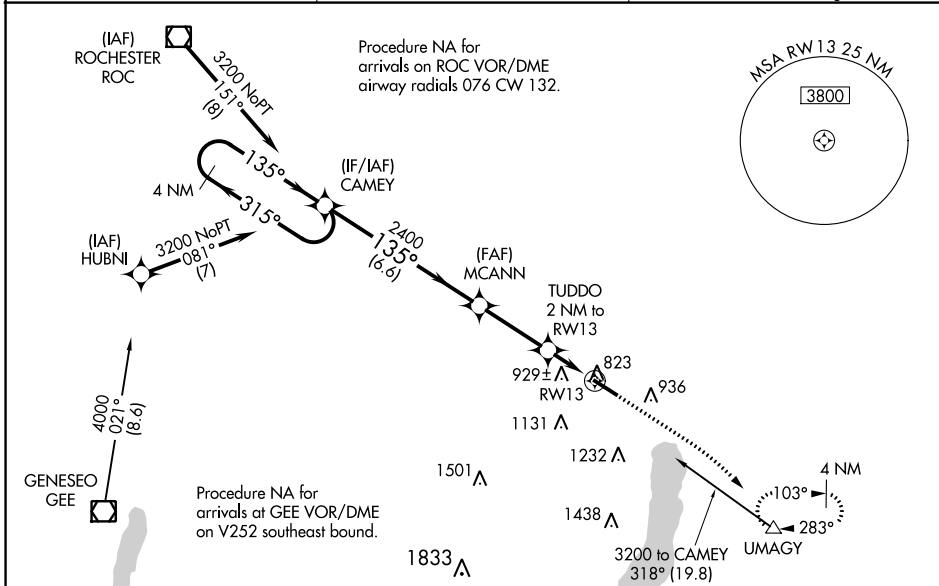 (IAF)
ROCHESTER
ROC
3200 NoPT
151°
(8)
Procedure NA for
arrivals on ROC VOR/DME
airway radials 076 CW 132.
MSA RW13 25 NM
3800
135°
4 NM
315°
(IF/IAF)
CAMEY
(IAF)
HUBNI
3200 NoPT
081°
(7)
2400
135°
(6.6)
(FAF)
MCANN
TUDDO
2 NM to
RW13
929±
823
RW13
936
1131
1232
4000
021°
(8.6)
GENESEO
GEE
Procedure NA for
arrivals at GEE VOR/DME
on V252 southeast bound.
1501
1438
1833
4 NM
103°
283°
UMAGY
3200 to CAMEY
318° (19.8)